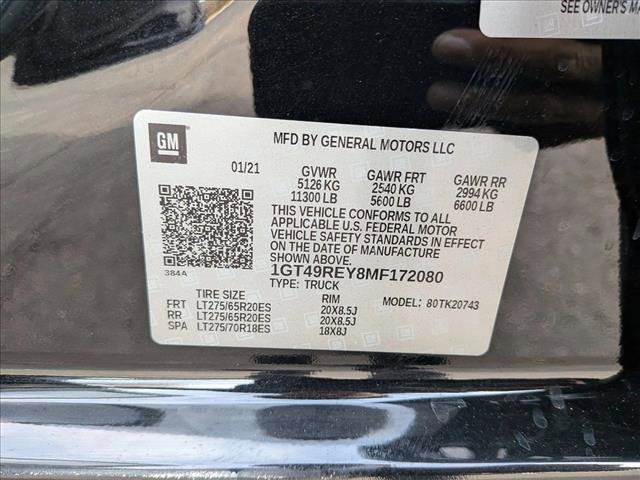 SEE OWNER'S MA
GM
MFD BY GENERAL MOTORS LLC
01/21 GVWR GAWR FRT GAWR RR
5126 KG 2540 KG 2994 KG
11300 LB 5600 LB 6600 LB
THIS VEHICLE CONFORMS TO ALL
APPLICABLE U.S. FEDERAL MOTOR
VEHICLE SAFETY STANDARDS IN EFFECT
ON THE DATE OF MANUFACTURE
SHOWN ABOVE.
384A 1GT49REY8MF172080
TYPE: TRUCK
TIRE SIZE RIM MODEL: 80TK20743
FRT LT275/65R20ES 20X8.5J
RR LT275/65R20ES 20X8.5J
SPA LT275/70R18ES 18X8J